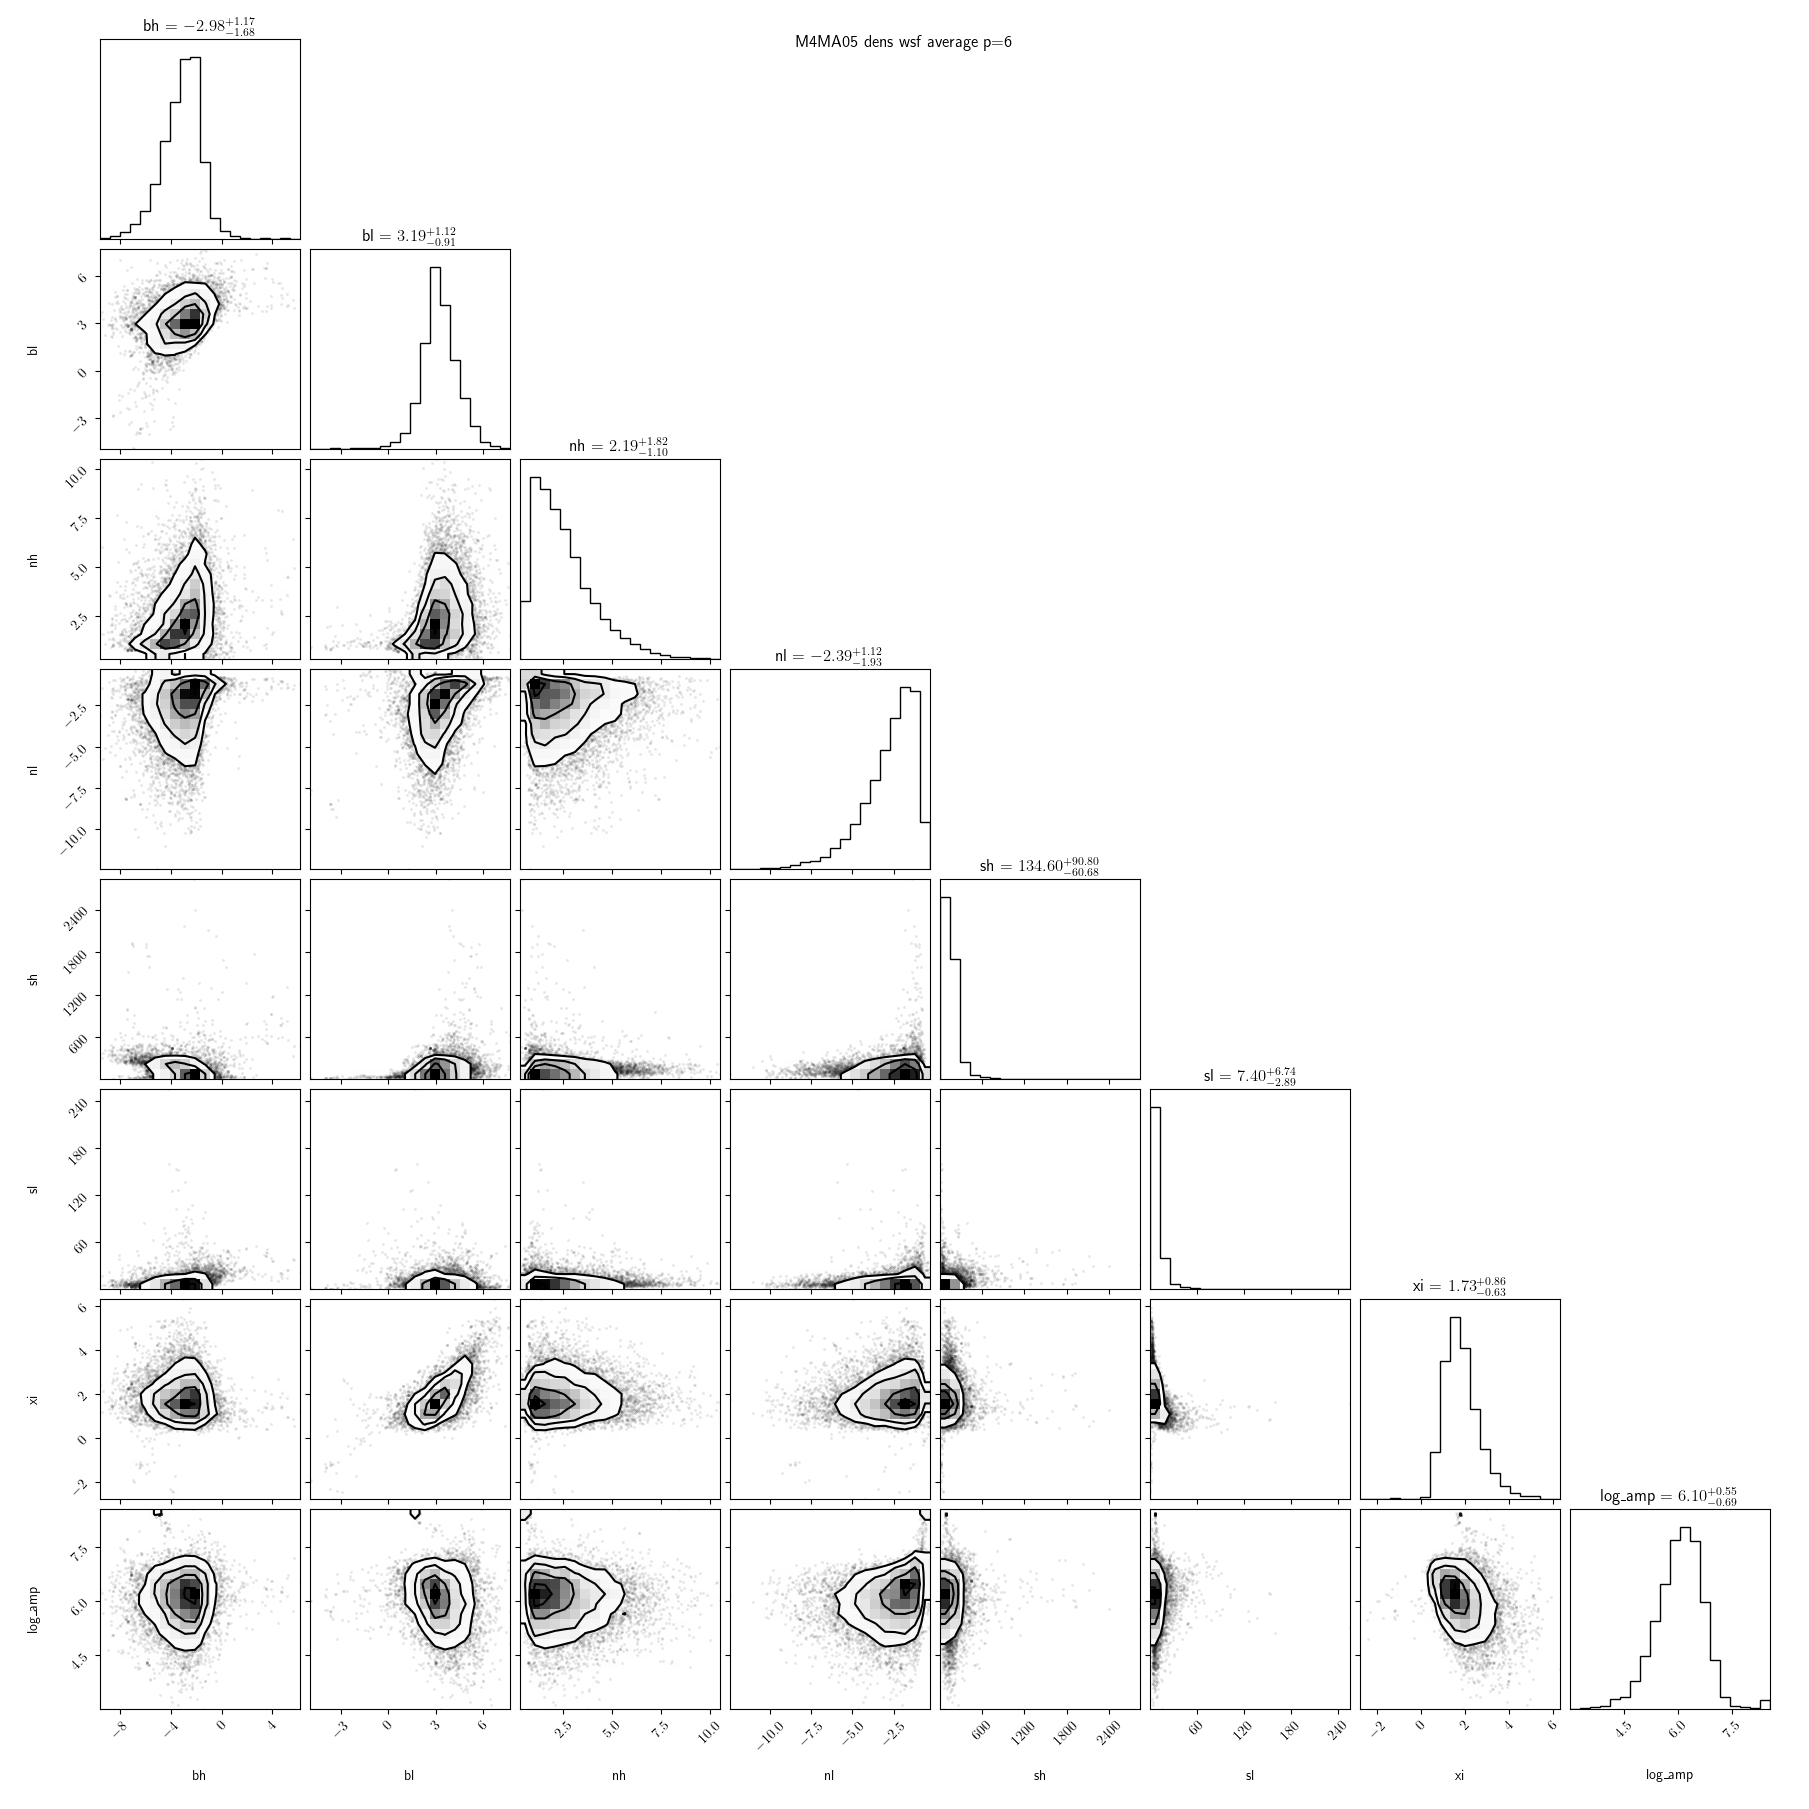 bh = −2.98+1.17−1.68
M4MA05 dens wsf average p=6
bl = 3.19+1.12−0.91
6
3
0
−3
bl
nh = 2.19+1.82−1.10
10.0
7.5
5.0
2.5
nh
nl = −2.39+1.12−1.93
−2.5
−5.0
−7.5
−10.0
nl
sh = 134.60+90.80−60.68
2400
1800
1200
600
sh
sl = 7.40+6.74−2.89
240
180
120
60
sl
xi = 1.73+0.86−0.63
6
4
2
0
−2
xi
log_amp = 6.10+0.55−0.69
7.5
6.0
4.5
log_amp
−8 −4 0 4 −3 0 3 6 2.5 5.0 7.5 10.0 −10.0 −7.5 −5.0 −2.5 600 1200 1800 2400 60 120 180 240 −2 0 2 4 6 4.5 6.0 7.5
bh bl nh nl sh sl xi log_amp